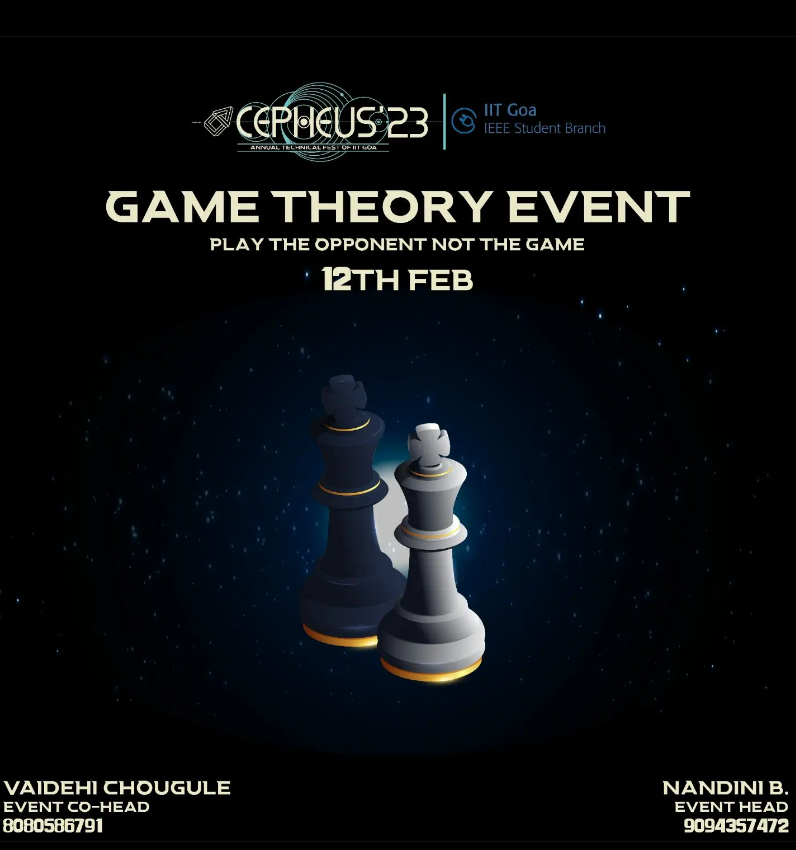 CEPHEUS'23
ANNUAL TECHNICAL FEST OF IIT GOA
IIT Goa
IEEE Student Branch
GAME THEORY EVENT
PLAY THE OPPONENT NOT THE GAME
12TH FEB
VAIDEHI CHOUGULE
EVENT CO-HEAD
8080586791
NANDINI B.
EVENT HEAD
9094357472